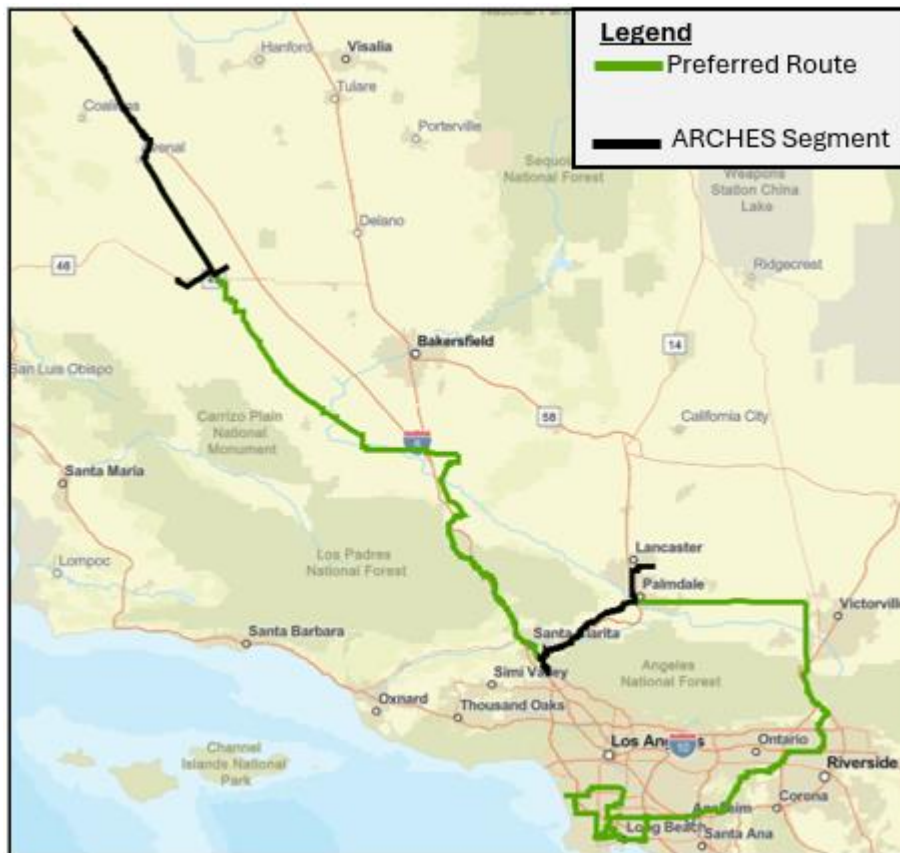 Legend
Preferred Route
ARCHES Segment
Hanford
Visalia
Tulare
Coalinga
Porterville
Sequoia
National Forest
Weapons
Station China
Lake
Delano
46
Ridgecrest
Bakersfield
14
San Luis Obispo
58
California City
Carrizo Plain
National
Monument
Santa Maria
Los Padres
National Forest
Lancaster
Palmdale
Lompoc
Victorville
Santa Barbara
Santa Clarita
Simi Valley
Angeles
National Forest
Oxnard
Thousand Oaks
Los Angeles
10
Ontario
Channel
Islands National
Park
Riverside
Corona
Anaheim
Long Beach
Santa Ana